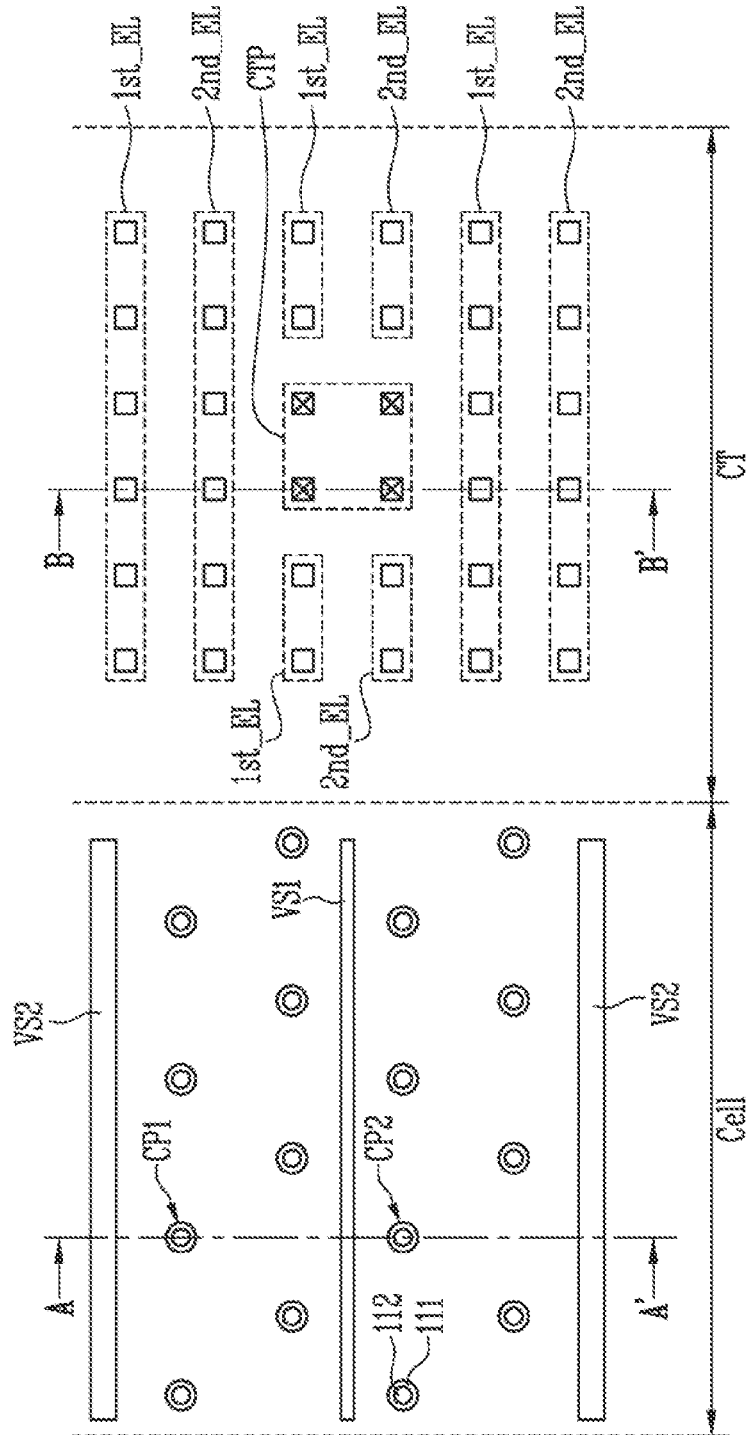 1st_EL
2nd_EL
CTP
1st_EL
2nd_EL
1st_EL
2nd_EL
B
B'
CT
1st_EL
2nd_EL
VS2
VS1
VS2
CP1
CP2
Cell
A
A'
112
111